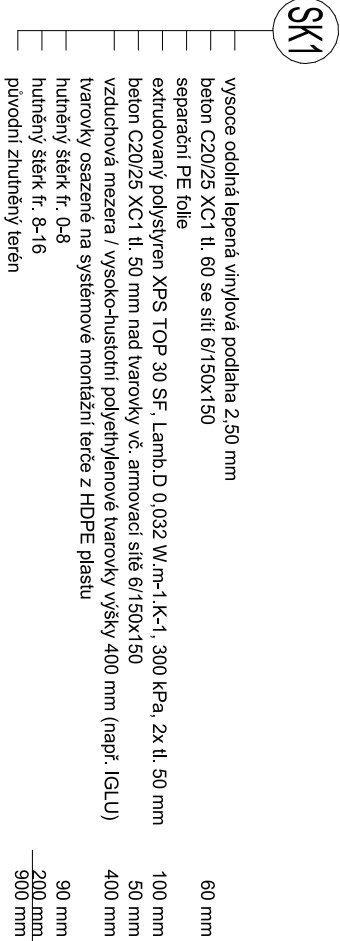 SK1
vysoce odolná lepená vinylová podlaha 2,50 mm
beton C20/25 XC1 tl. 60 se sítí 6/150x150 60 mm
separační PE folie
extrudovaný polystyren XPS TOP 30 SF, Lamb.D 0,032 W.m-1.K-1, 300 kPa, 2x tl. 50 mm 100 mm
beton C20/25 XC1 tl. 50 mm nad tvarovky vč. armovací sítě 6/150x150 50 mm
vzduchová mezera / vysoko-hustotní polyethylenové tvarovky výšky 400 mm (např. IGLU) 400 mm
tvarovky osazené na systémové montážní terče z HDPE plastu
hutněný štěrk fr. 0-8 90 mm
hutněný štěrk fr. 8-16 200 mm
původní zhutněný terén 900 mm